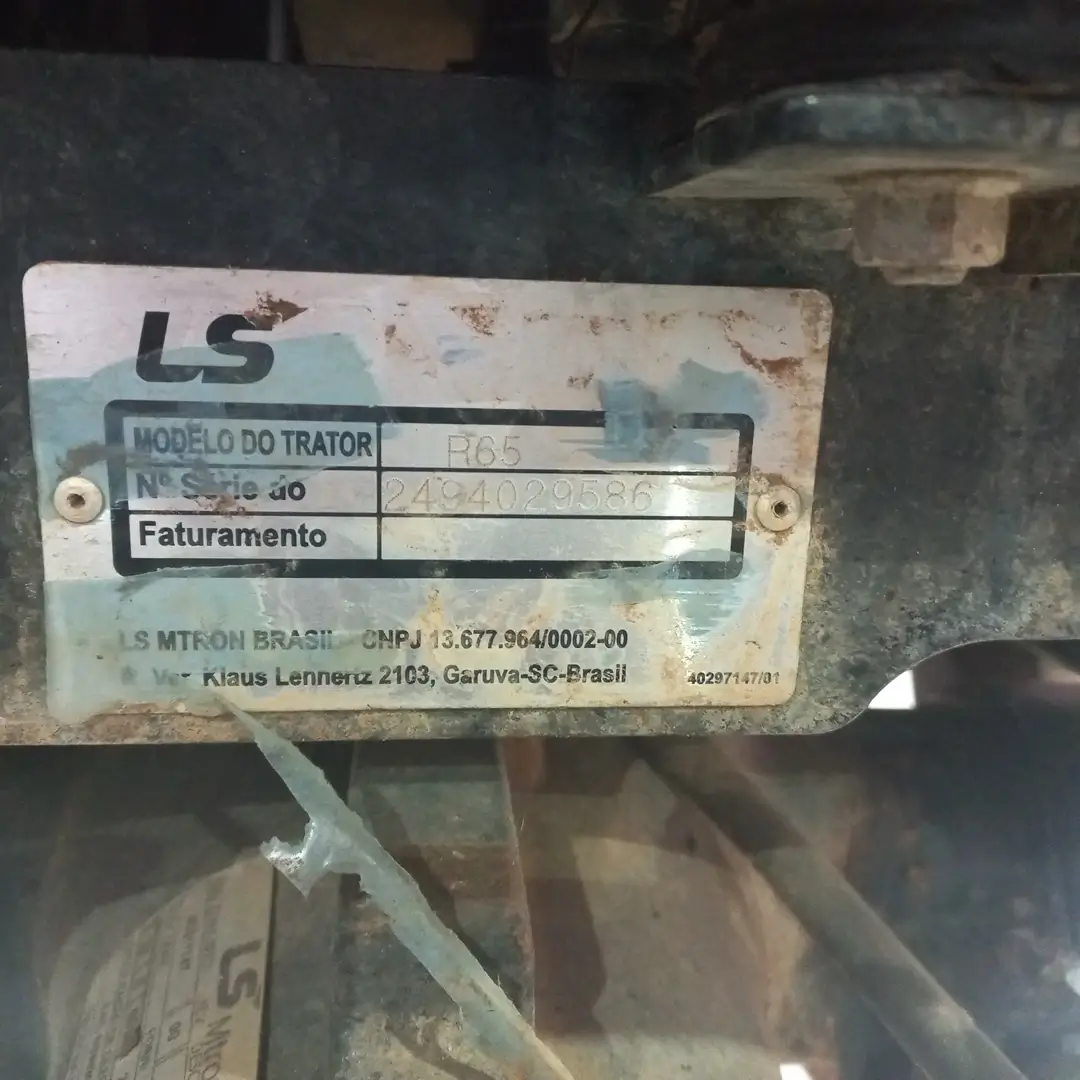 LS
MODELO DO TRATOR R65
Nº Série do 2494029586
Faturamento
LS MTRON BRASIL CNPJ 13.677.964/0002-00
Klaus Lennertz 2103, Garuva-SC-Brasil 40297147/01
LS